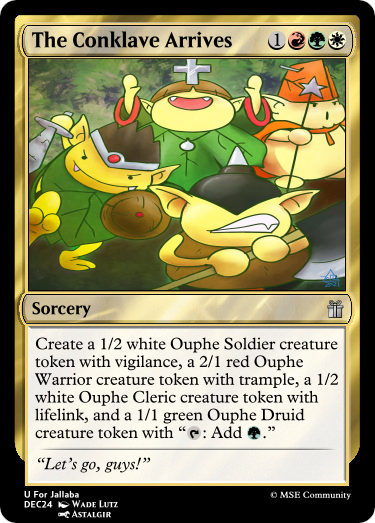 The Conklave Arrives 1
Sorcery
Create a 1/2 white Ouphe Soldier creature
token with vigilance, a 2/1 red Ouphe
Warrior creature token with trample, a 1/2
white Ouphe Cleric creature token with
lifelink, and a 1/1 green Ouphe Druid
creature token with “: Add .”
“Let’s go, guys!”
U For Jallaba
DEC24 Wade Lutz
Astalgir
© MSE Community